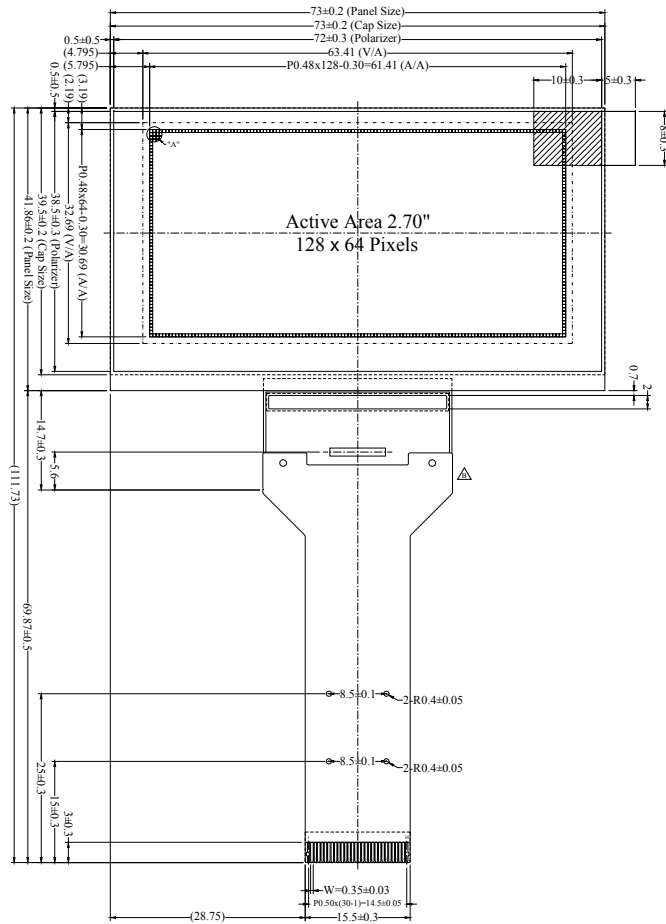 73±0.2 (Panel Size)
73±0.2 (Cap Size)
0.5±0.5
72±0.3 (Polarizer)
(4.795)
63.41 (V/A)
(5.795)
P0.48x128-0.30=61.41 (A/A)
0.5±0.5
(2.19)
(3.19)
10±0.3
5±0.3
8±0.3
"A"
41.86±0.2 (Panel Size)
39.5±0.2 (Cap Size)
38.5±0.3 (Polarizer)
32.69 (V/A)
P0.48x64-0.30=30.69 (A/A)
Active Area 2.70"
128 x 64 Pixels
0.7
2
14.7±0.3
5.6
B
(111.73)
69.87±0.5
8.5±0.1
2-R0.4±0.05
25±0.3
8.5±0.1
2-R0.4±0.05
15±0.3
3±0.3
W=0.35±0.03
P0.50x(30-1)=14.5±0.05
(28.75)
15.5±0.3